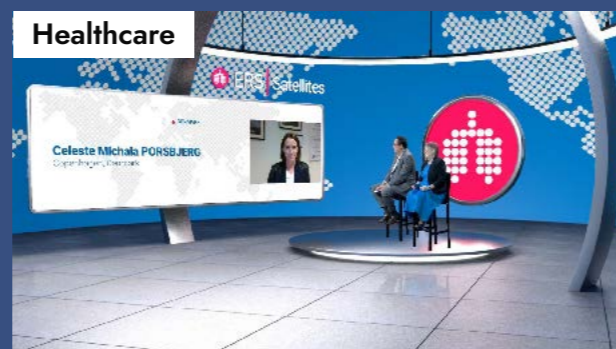 Healthcare
ERS | Satellites
Celeste Michala PORSBJERG
Copenhagen, Denmark